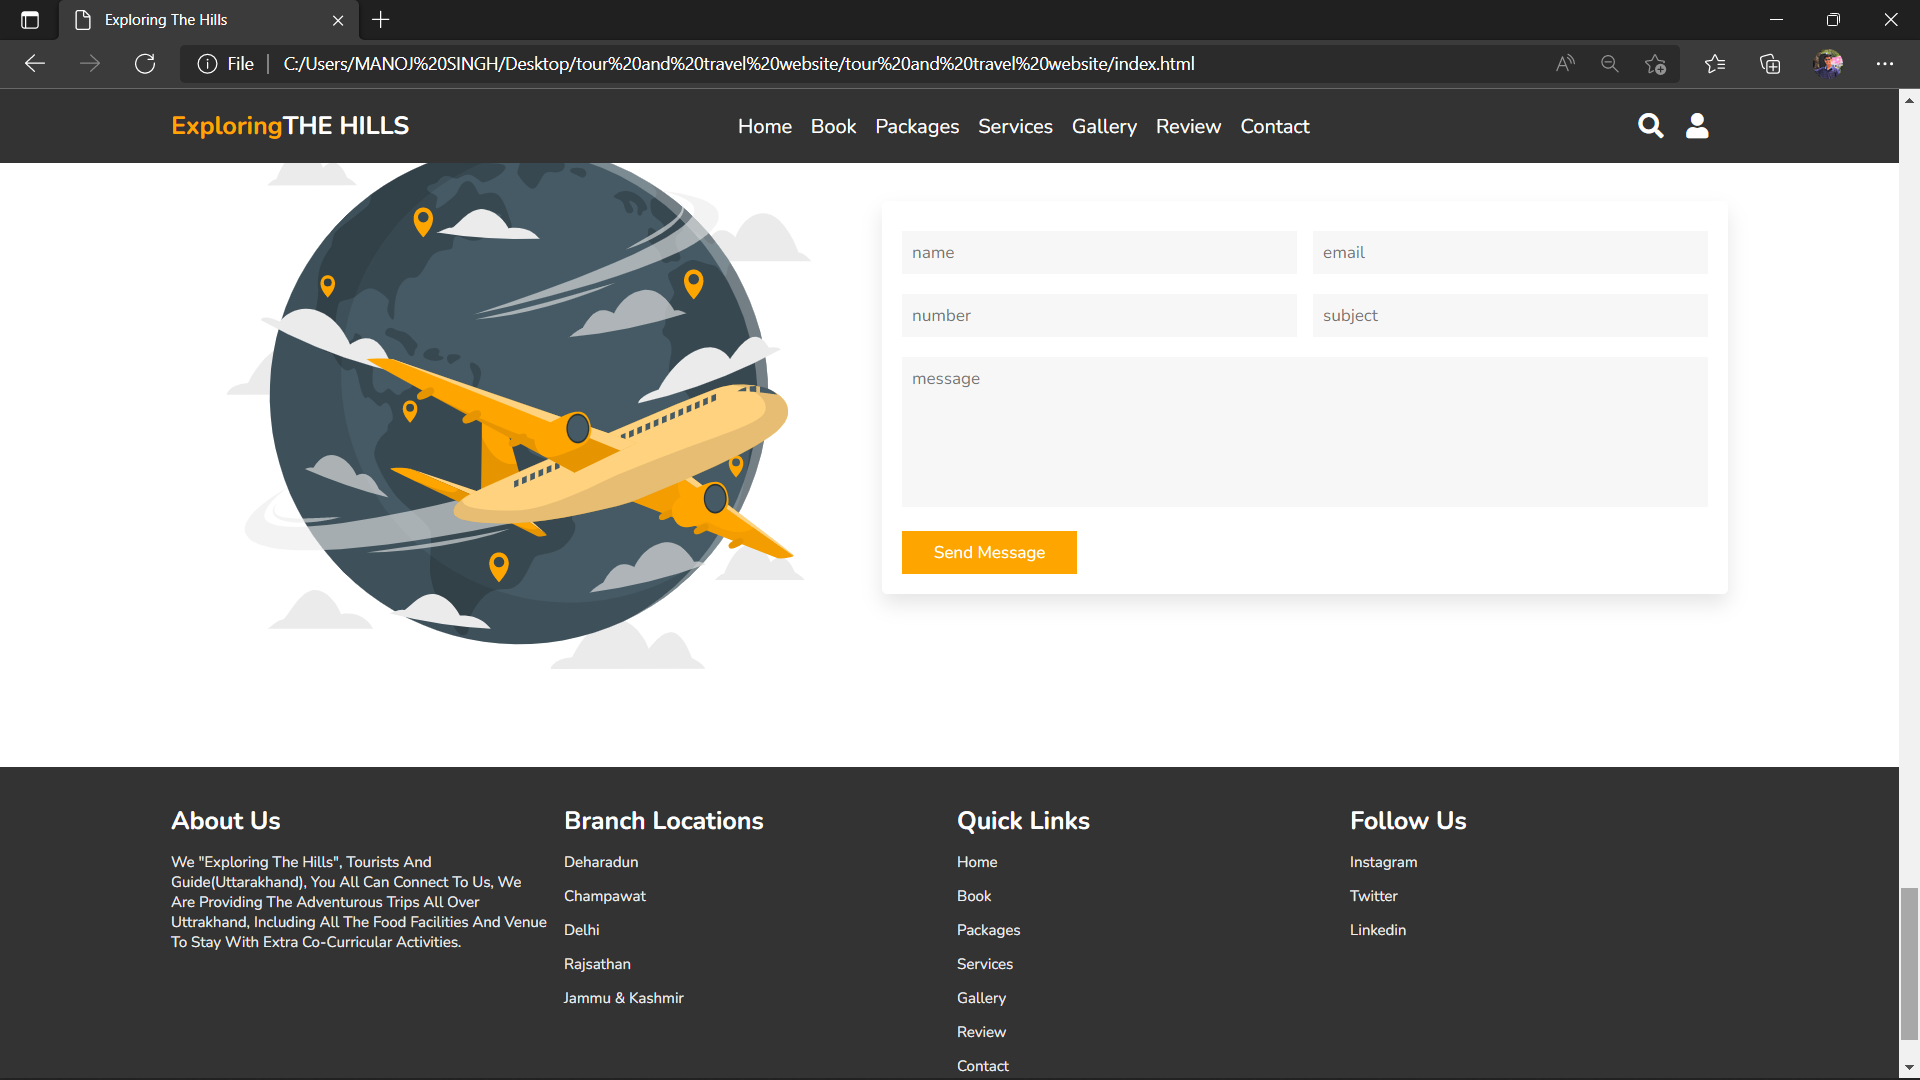 Exploring The Hills
File
C:/Users/MANOJ%20SINGH/Desktop/tour%20and%20travel%20website/tour%20and%20travel%20website/index.html
ExploringTHE HILLS
Home Book Packages Services Gallery Review Contact
name
email
number
subject
message
Send Message
About Us
We "Exploring The Hills", Tourists And
Guide(Uttarakhand), You All Can Connect To Us, We
Are Providing The Adventurous Trips All Over
Uttrakhand, Including All The Food Facilities And Venue
To Stay With Extra Co-Curricular Activities.
Branch Locations
Deharadun
Champawat
Delhi
Rajsathan
Jammu & Kashmir
Quick Links
Home
Book
Packages
Services
Gallery
Review
Contact
Follow Us
Instagram
Twitter
Linkedin